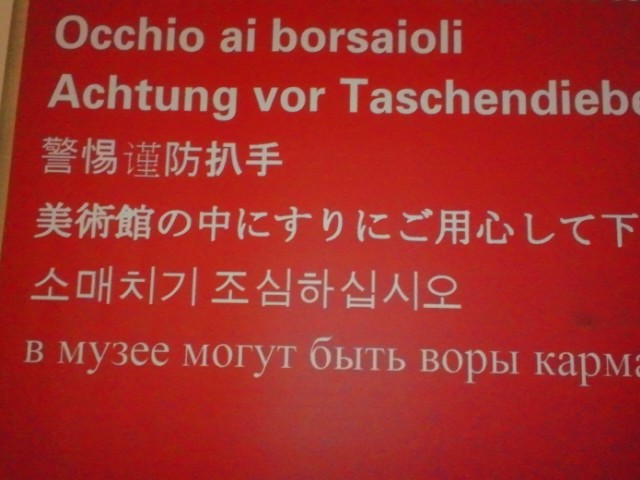 Occhio ai borsaioli
Achtung vor Taschendiebe
警惕谨防扒手
美術館の中にすりにご用心して下
소매치기 조심하십시오
в музее могут быть воры карма